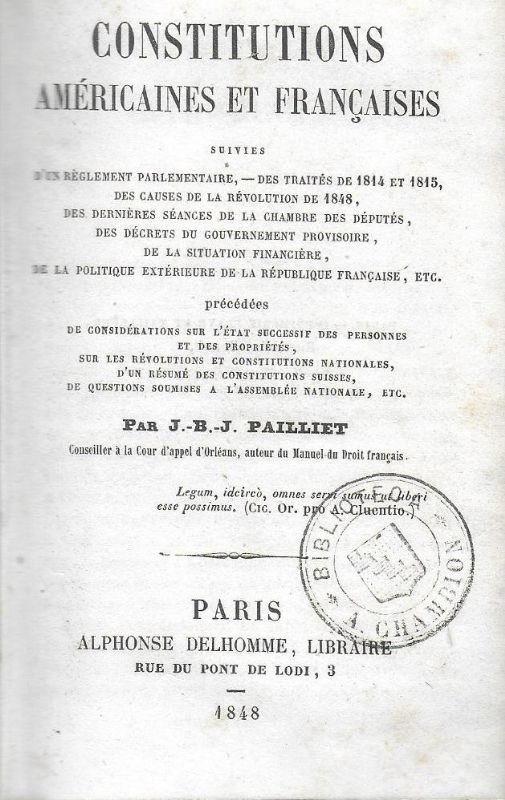 CONSTITUTIONS
AMÉRICAINES ET FRANÇAISES
SUIVIES
D'UN RÈGLEMENT PARLEMENTAIRE, — DES TRAITÉS DE 1814 ET 1815,
DES CAUSES DE LA RÉVOLUTION DE 1848,
DES DERNIÈRES SÉANCES DE LA CHAMBRE DES DÉPUTÉS,
DES DÉCRETS DU GOUVERNEMENT PROVISOIRE,
DE LA SITUATION FINANCIÈRE,
DE LA POLITIQUE EXTÉRIEURE DE LA RÉPUBLIQUE FRANÇAISE, ETC.
précédées
DE CONSIDÉRATIONS SUR L'ÉTAT SUCCESSIF DES PERSONNES
ET DES PROPRIÉTÉS,
SUR LES RÉVOLUTIONS ET CONSTITUTIONS NATIONALES,
D'UN RÉSUMÉ DES CONSTITUTIONS SUISSES,
DE QUESTIONS SOUMISES A L'ASSEMBLÉE NATIONALE, ETC.
PAR J.-B.-J. PAILLIET
Conseiller à la Cour d'appel d'Orléans, auteur du Manuel du Droit français.
Legum, idcircò, omnes servi sumus ut liberi
esse possimus. (CIC. Or. pro A. Cluentio.)
BIBLIOTECA
A. CHAMBION
PARIS
ALPHONSE DELHOMME, LIBRAIRE
RUE DU PONT DE LODI, 3
1848